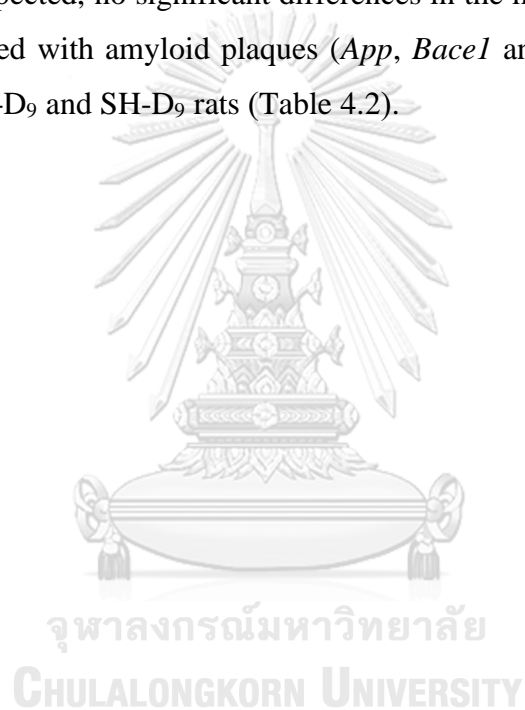 pected, no significant differences in the
ed with amyloid plaques (App, Bace1 an
-D₉ and SH-D₉ rats (Table 4.2).
จุฬาลงกรณ์มหาวิทยาลัย
CHULALONGKORN UNIVERSITY